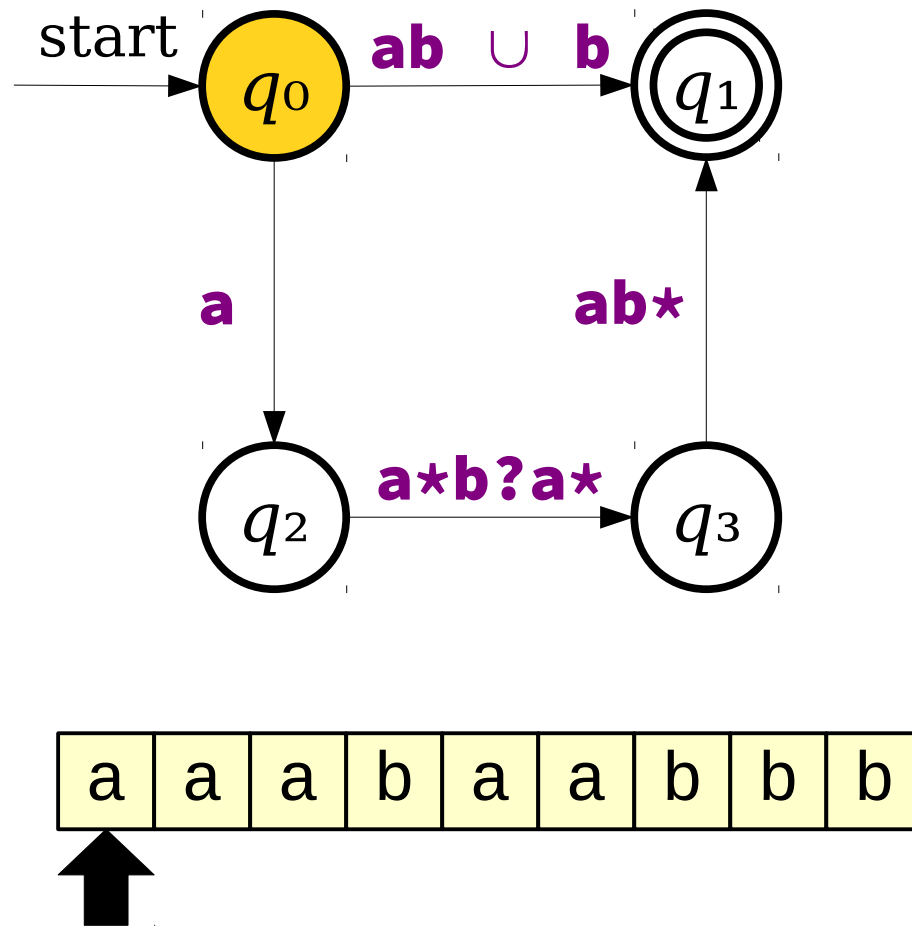 start
q₀
ab ∪ b
q₁
a
ab*
q₂
a*b?a*
q₃
a a a b a a b b b